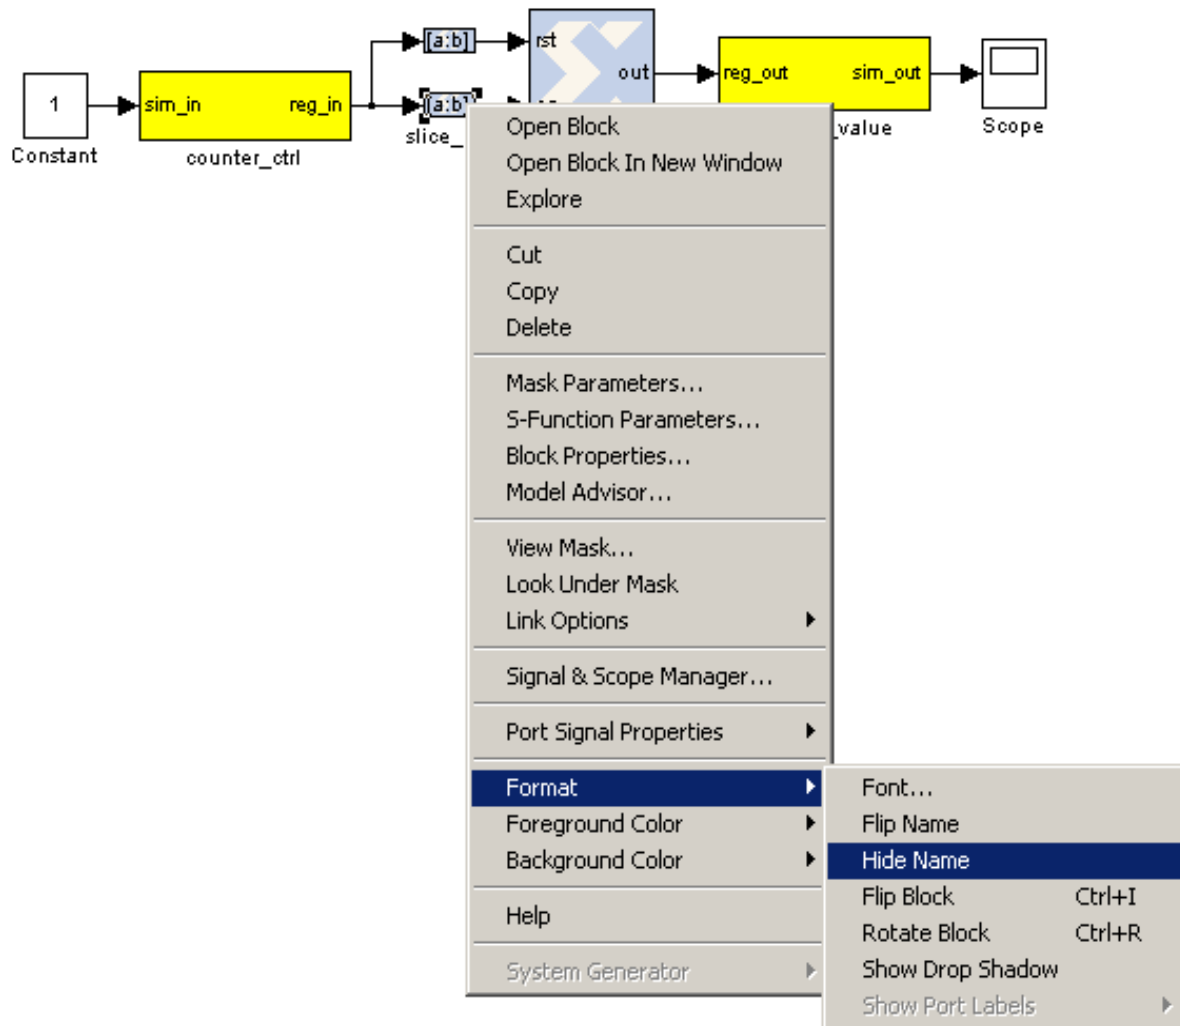 [a:b]
rst
out
1
sim_in
reg_in
[a:b]
reg_out
sim_out
Constant
counter_ctrl
slice_
_value
Scope
Open Block
Open Block In New Window
Explore
Cut
Copy
Delete
Mask Parameters...
S-Function Parameters...
Block Properties...
Model Advisor...
View Mask...
Look Under Mask
Link Options
Signal & Scope Manager...
Port Signal Properties
Format
Foreground Color
Background Color
Help
System Generator
Font...
Flip Name
Hide Name
Flip Block Ctrl+I
Rotate Block Ctrl+R
Show Drop Shadow
Show Port Labels